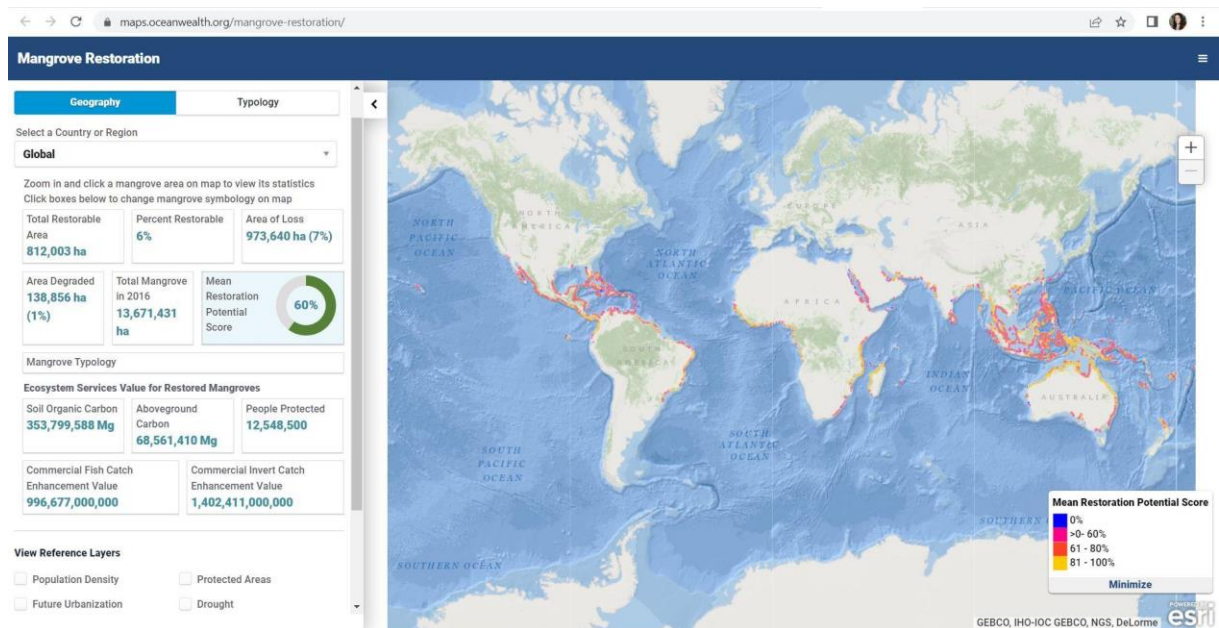 maps.oceanwealth.org/mangrove-restoration/
Mangrove Restoration
Geography
Typology
Select a Country or Region
Global
Zoom in and click a mangrove area on map to view its statistics
Click boxes below to change mangrove symbology on map
Total Restorable
Area
812,003 ha
Percent Restorable
6%
Area of Loss
973,640 ha (7%)
Area Degraded
138,856 ha
(1%)
Total Mangrove
in 2016
13,671,431
ha
Mean
Restoration
Potential
Score
60%
Mangrove Typology
Ecosystem Services Value for Restored Mangroves
Soil Organic Carbon
353,799,588 Mg
Aboveground
Carbon
68,561,410 Mg
People Protected
12,548,500
Commercial Fish Catch
Enhancement Value
996,677,000,000
Commercial Invert Catch
Enhancement Value
1,402,411,000,000
View Reference Layers
Population Density
Protected Areas
Future Urbanization
Drought
NORTH
PACIFIC
OCEAN
NORTH
AMERICA
NORTH
ATLANTIC
OCEAN
EUROPE
ASIA
PACIFIC OCEAN
AFRICA
SOUTH
AMERICA
INDIAN
OCEAN
AUSTRALIA
SOUTH
PACIFIC
OCEAN
SOUTH
ATLANTIC
OCEAN
SOUTHERN OCEAN
SOUTHERN
Mean Restoration Potential Score
0%
>0- 60%
61 - 80%
81 - 100%
Minimize
GEBCO, IHO-IOC GEBCO, NGS, DeLorme
POWERED BY
esri